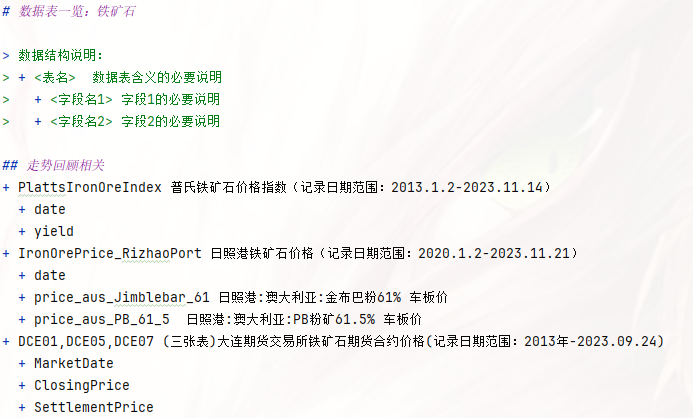 # 数据表一览：铁矿石
> 数据结构说明：
> + <表名>  数据表含义的必要说明
>   + <字段名1> 字段1的必要说明
>   + <字段名2> 字段2的必要说明
## 走势回顾相关
+ PlattsIronOreIndex 普氏铁矿石价格指数（记录日期范围：2013.1.2-2023.11.14）
  + date
  + yield
+ IronOrePrice_RizhaoPort 日照港铁矿石价格（记录日期范围：2020.1.2-2023.11.21）
  + date
  + price_aus_Jimblebar_61 日照港:澳大利亚:金布巴粉61% 车板价
  + price_aus_PB_61_5  日照港:澳大利亚:PB粉矿61.5% 车板价
+ DCE01,DCE05,DCE07 (三张表)大连期货交易所铁矿石期货合约价格(记录日期范围：2013年-2023.09.24)
  + MarketDate
  + ClosingPrice
  + SettlementPrice